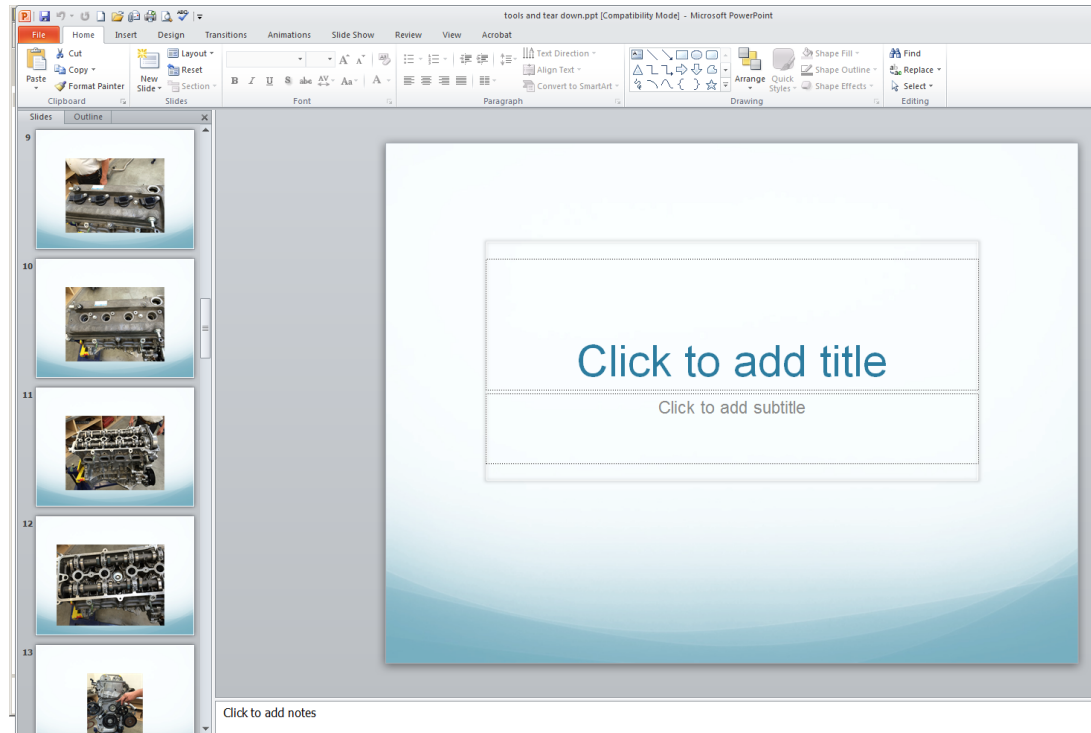 tools and tear down.ppt [Compatibility Mode] - Microsoft PowerPoint
File Home Insert Design Transitions Animations Slide Show Review View Acrobat
Paste
Cut
Copy
Format Painter
Clipboard
New Slide
Layout
Reset
Section
Slides
B I U S abc AV Aa A
Font
Text Direction
Align Text
Convert to SmartArt
Paragraph
Arrange
Quick Styles
Shape Fill
Shape Outline
Shape Effects
Drawing
Find
Replace
Select
Editing
Slides Outline
9
10
11
12
13
Click to add title
Click to add subtitle
Click to add notes